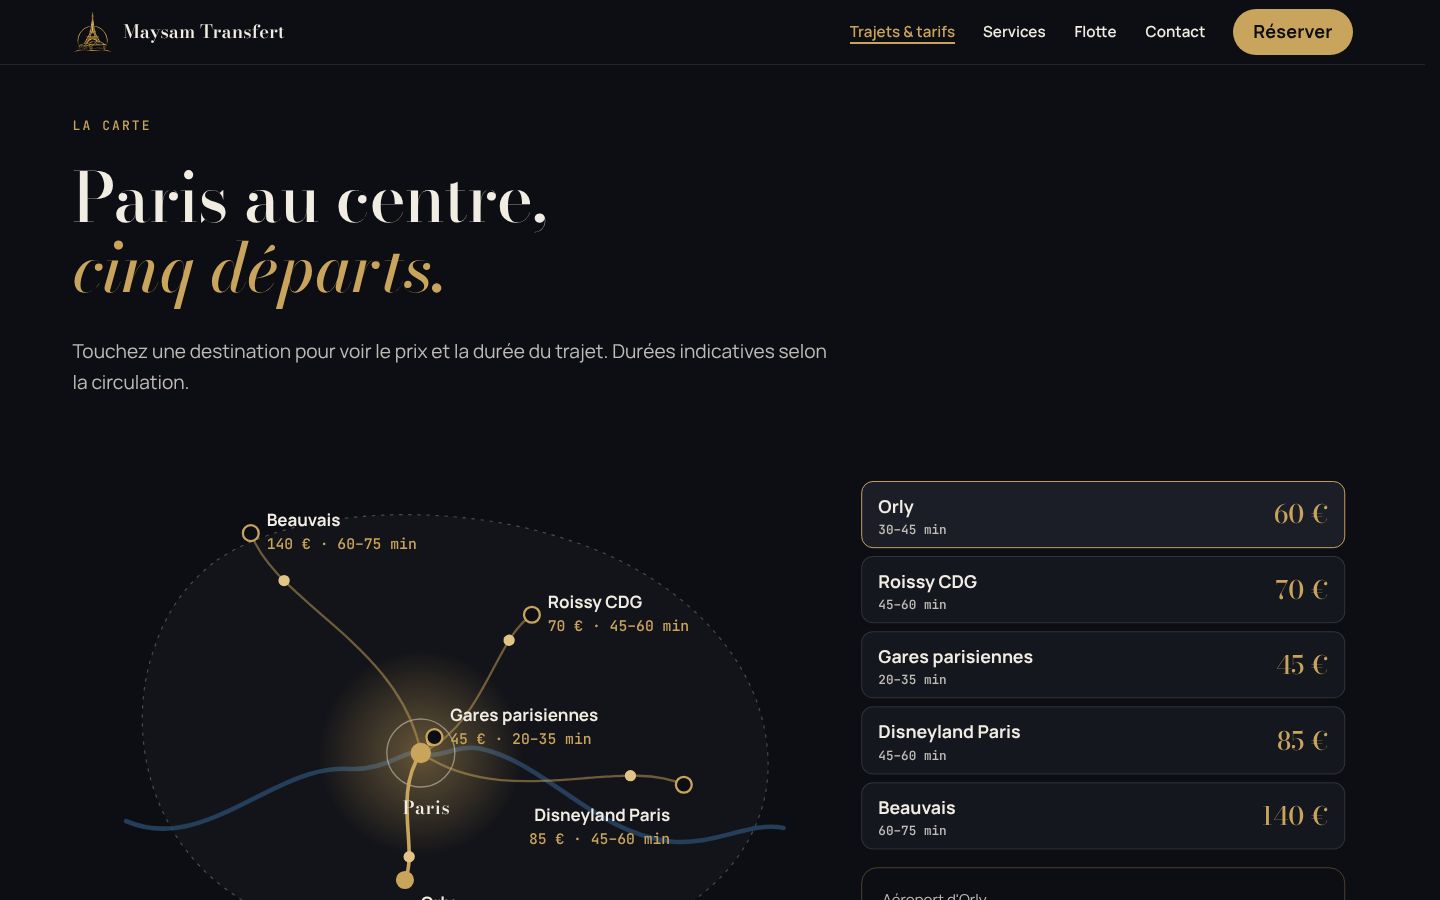 Maysam Transfert
Trajets & tarifs
Services
Flotte
Contact
Réserver
LA CARTE
Paris au centre,
cinq départs.
Touchez une destination pour voir le prix et la durée du trajet. Durées indicatives selon
la circulation.
Beauvais
140 € · 60–75 min
Roissy CDG
70 € · 45–60 min
Gares parisiennes
45 € · 20–35 min
Paris
Disneyland Paris
85 € · 45–60 min
Orly
30–45 min
60 €
Roissy CDG
45–60 min
70 €
Gares parisiennes
20–35 min
45 €
Disneyland Paris
45–60 min
85 €
Beauvais
60–75 min
140 €
Aéroport d'Orly